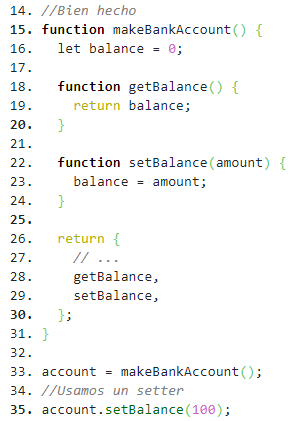 14. //Bien hecho
15. function makeBankAccount() {
16.   let balance = 0;
17.
18.   function getBalance() {
19.     return balance;
20.   }
21.
22.   function setBalance(amount) {
23.     balance = amount;
24.   }
25.
26.   return {
27.     // ...
28.     getBalance,
29.     setBalance,
30.   };
31. }
32.
33. account = makeBankAccount();
34. //Usamos un setter
35. account.setBalance(100);